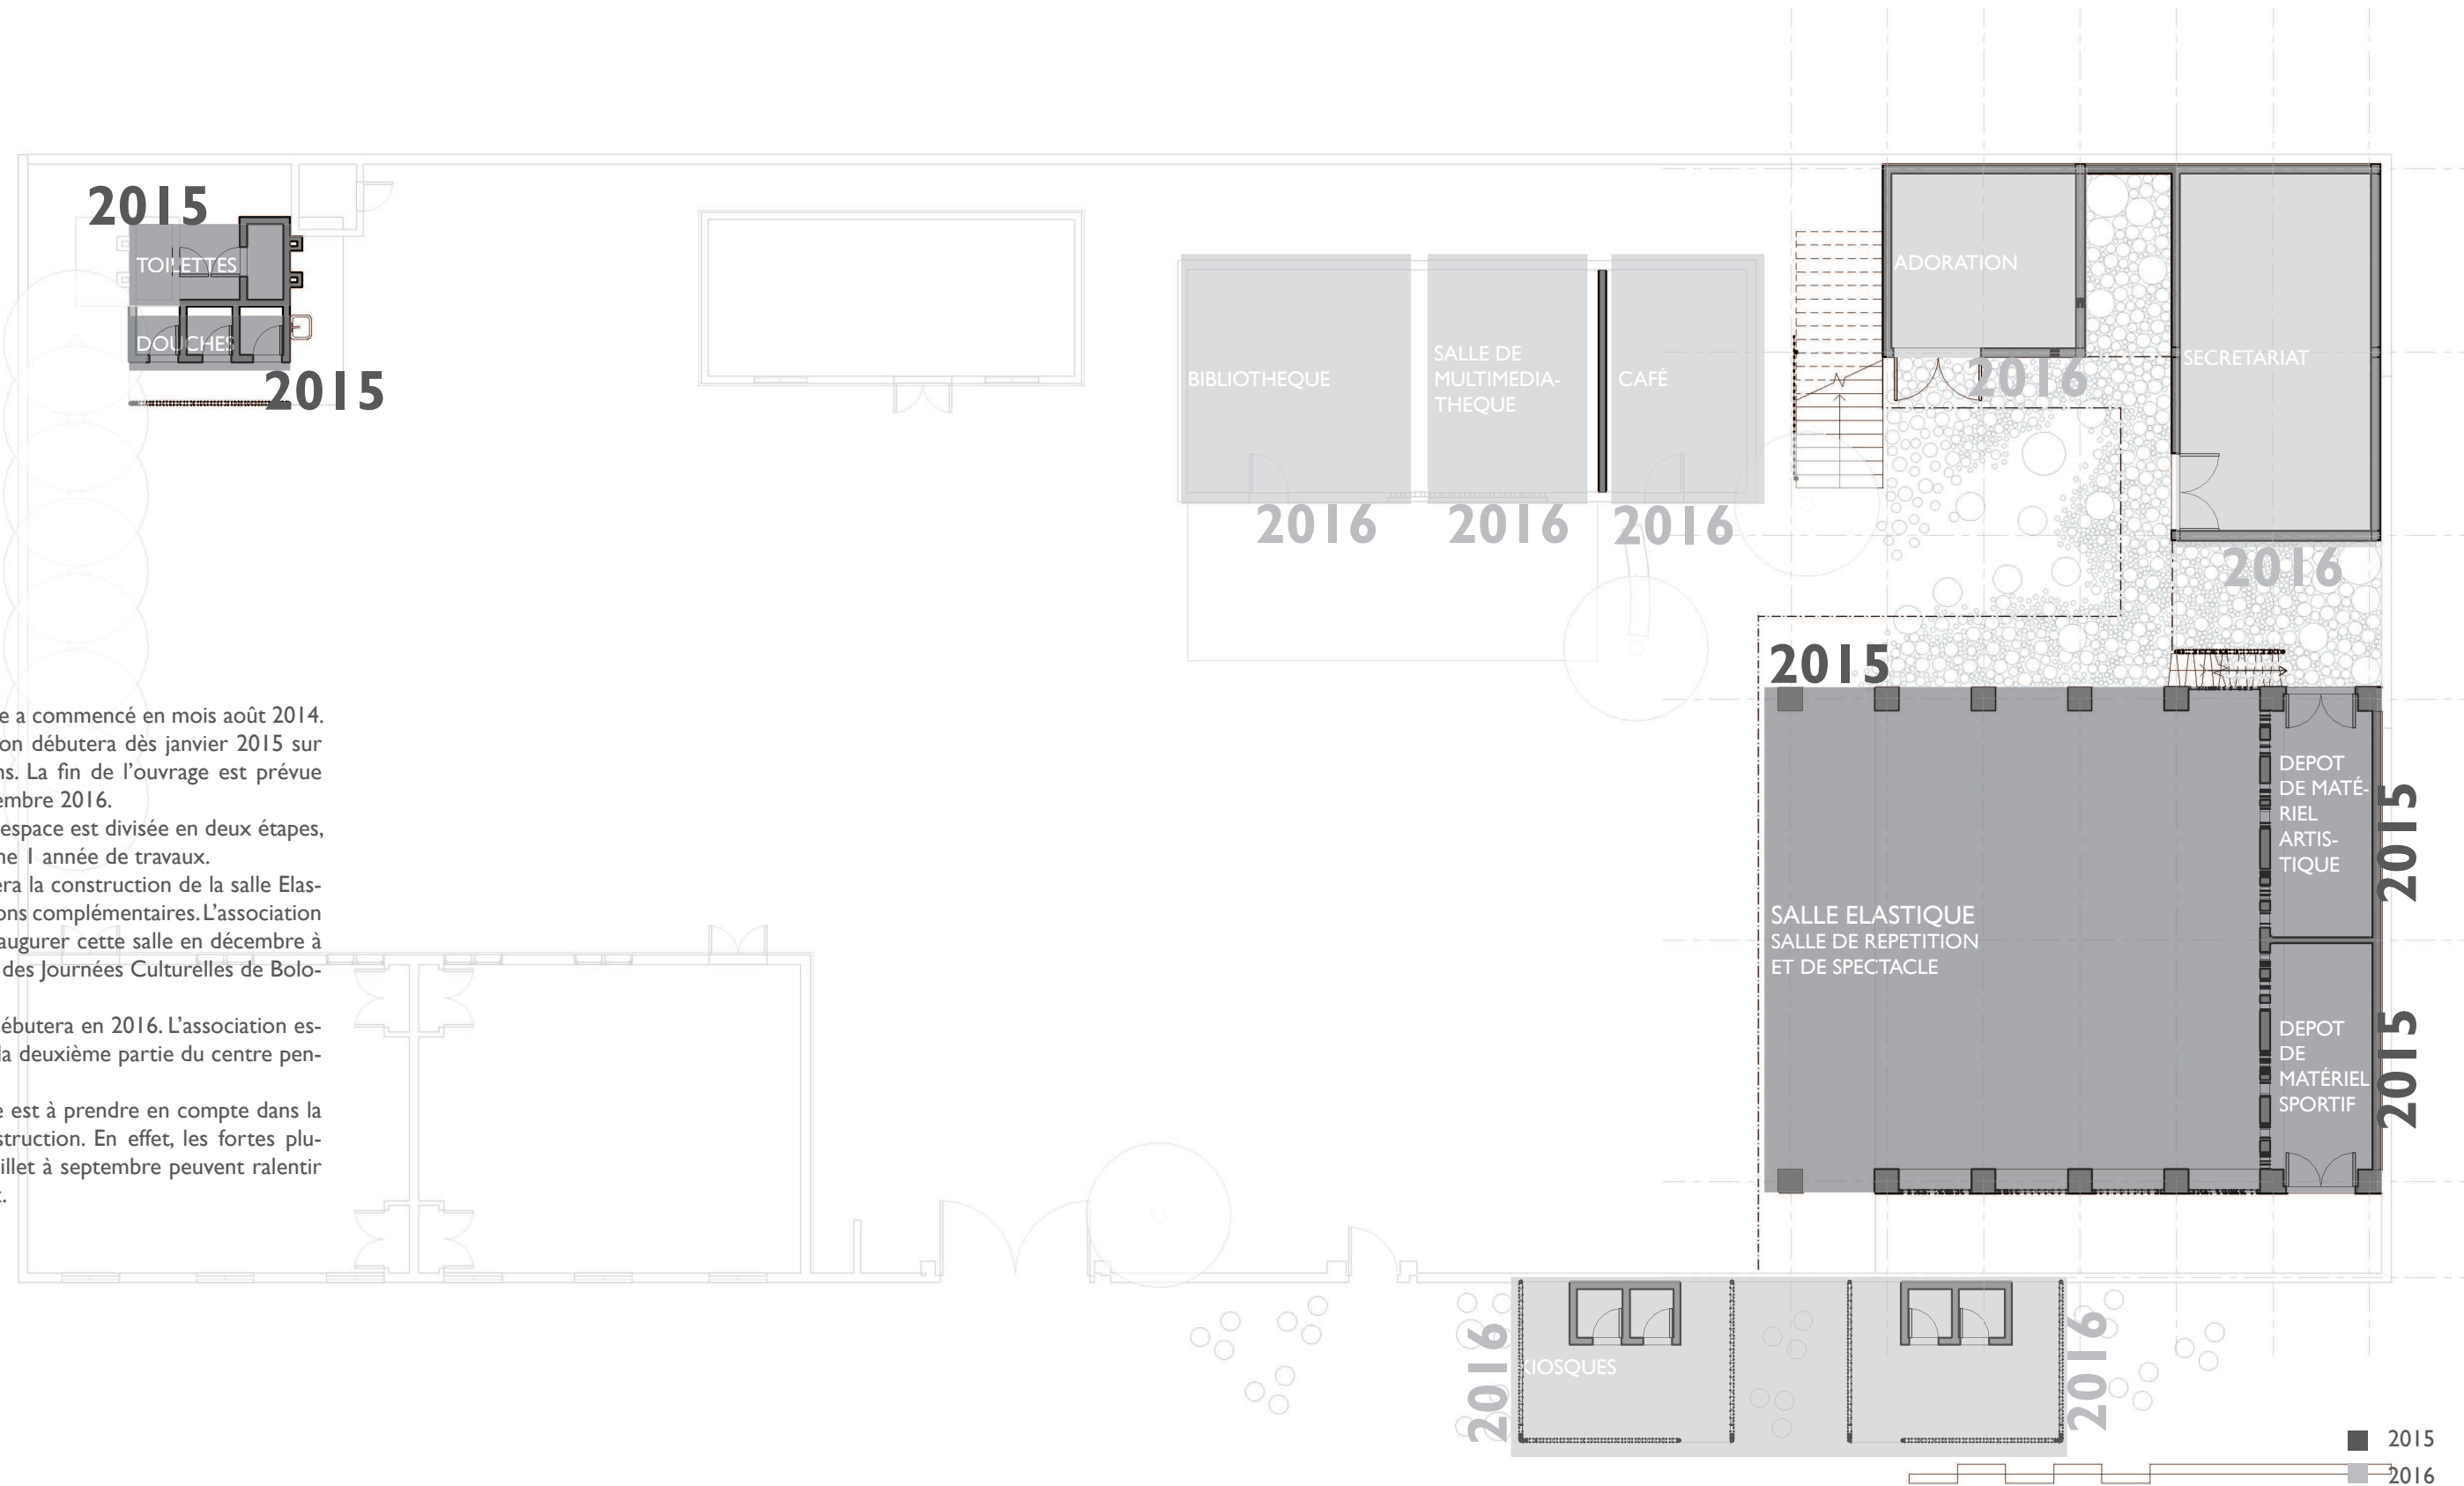 2015
TOILETTES
DOUCHES
2015
BIBLIOTHEQUE
2016
SALLE DE
MULTIMEDIA-
THEQUE
2016
CAFÉ
2016
ADORATION
2016
SECRETARIAT
2016
e a commencé en mois août 2014.
on débutera dès janvier 2015 sur
ns. La fin de l’ouvrage est prévue
embre 2016.
espace est divisée en deux étapes,
ne 1 année de travaux.
era la construction de la salle Elas-
ons complémentaires. L’association
augurer cette salle en décembre à
des Journées Culturelles de Bolo-
ébutera en 2016. L’association es-
la deuxième partie du centre pen-
e est à prendre en compte dans la
struction. En effet, les fortes plu-
illet à septembre peuvent ralentir
2015
SALLE ELASTIQUE
SALLE DE REPETITION
ET DE SPECTACLE
DEPOT
DE MATÉ-
RIEL
ARTIS-
TIQUE
2015
DEPOT
DE
MATÉRIEL
SPORTIF
2015
2016
KIOSQUES
2016
2015
2016